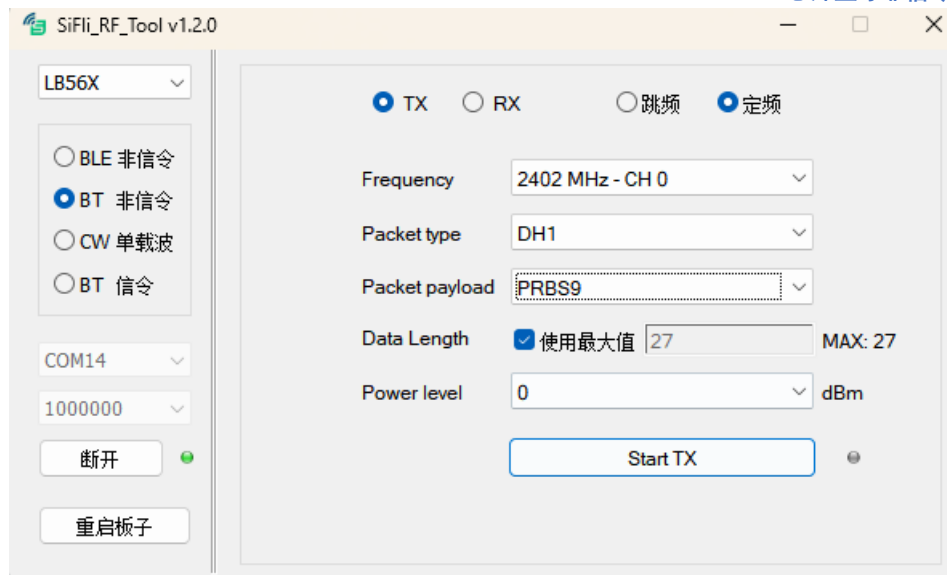 SiFli_RF_Tool v1.2.0
LB56X
BLE 非信令
BT 非信令
CW 单载波
BT 信令
COM14
1000000
断开
重启板子
TX RX 跳频 定频
Frequency 2402 MHz - CH 0
Packet type DH1
Packet payload PRBS9
Data Length 使用最大值 27 MAX: 27
Power level 0 dBm
Start TX